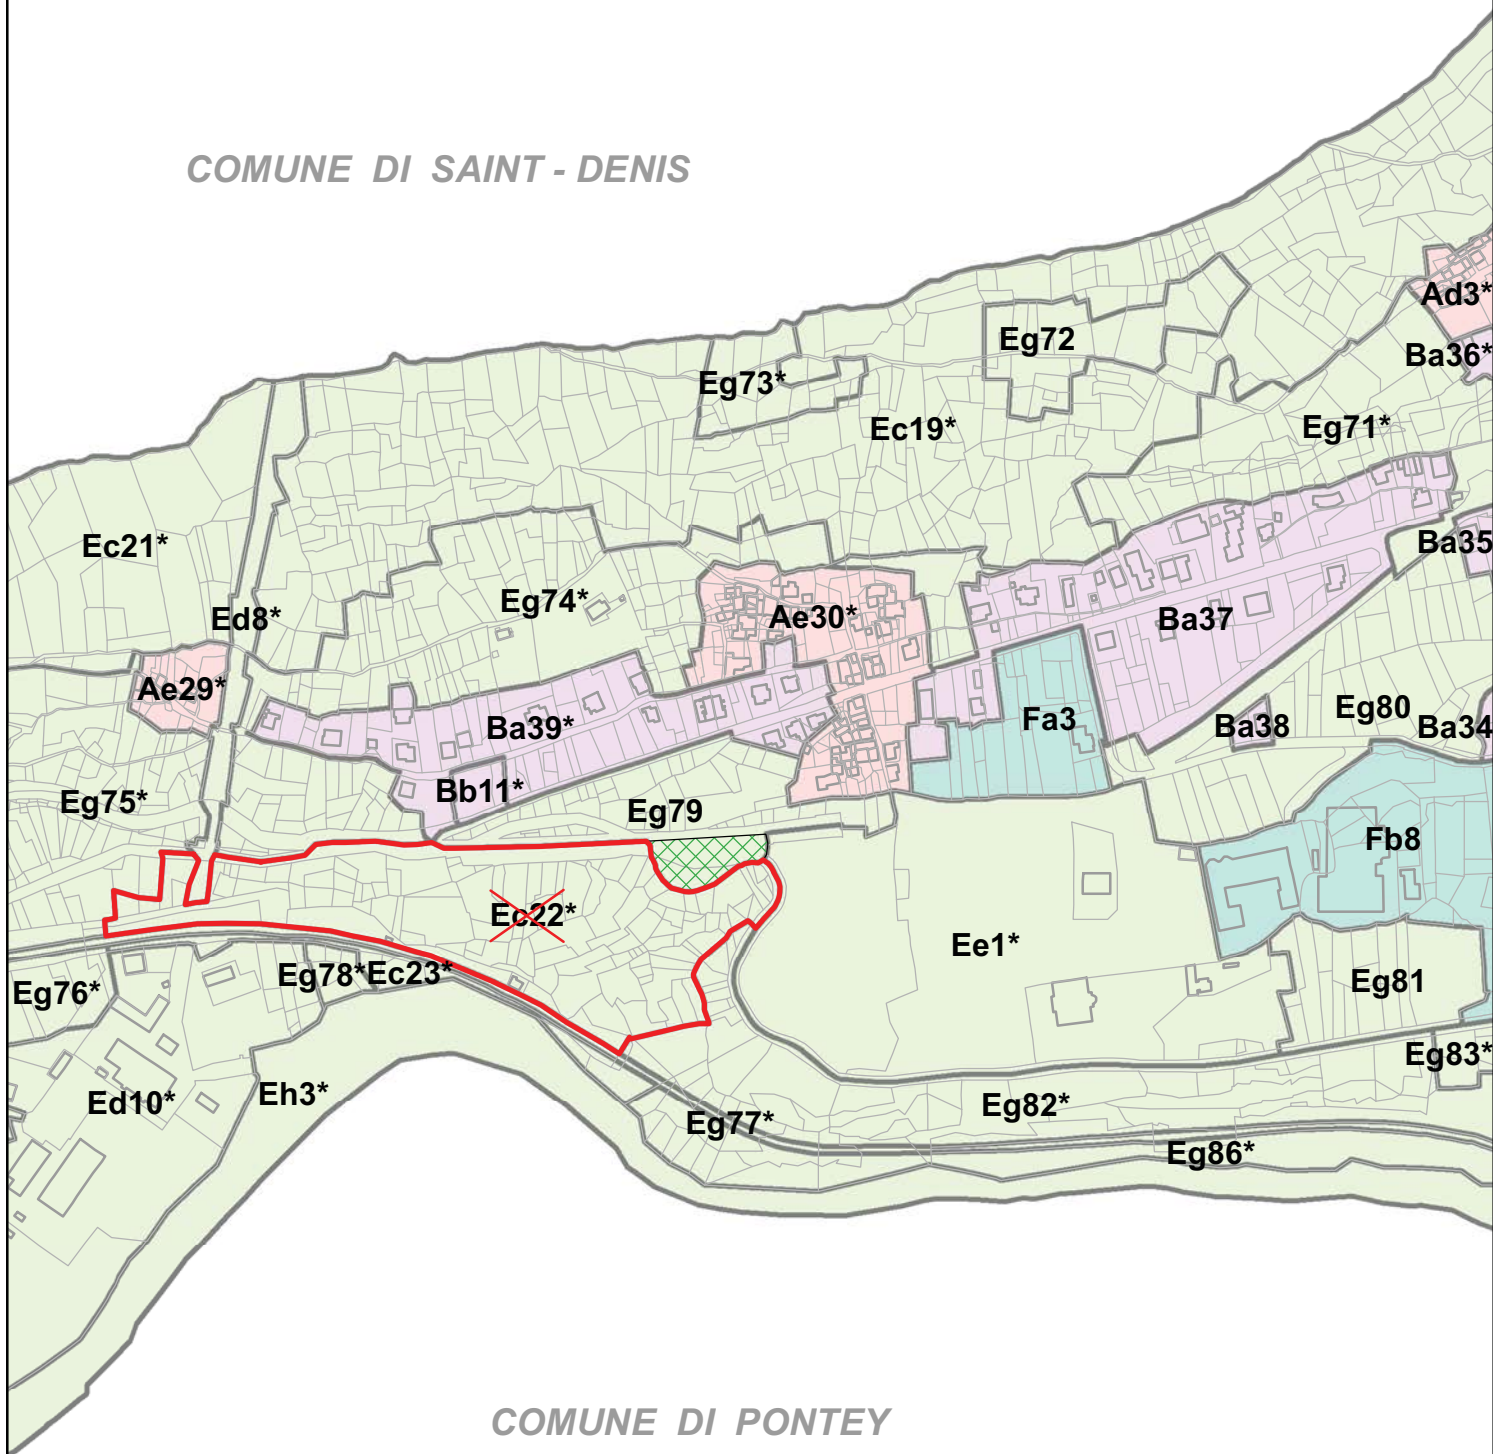 COMUNE DI SAINT - DENIS
Ad3*
Eg72
Ba36*
Eg73*
Ec19*
Eg71*
Ec21*
Ba35
Eg74*
Ed8*
Ae30*
Ba37
Ae29*
Ba39*
Fa3
Eg80
Ba38
Ba34
Bb11*
Eg75*
Eg79
Fb8
Ec22*
Ee1*
Eg78*
Ec23*
Eg76*
Eg81
Eg83*
Eh3*
Ed10*
Eg82*
Eg77*
Eg86*
COMUNE DI PONTEY